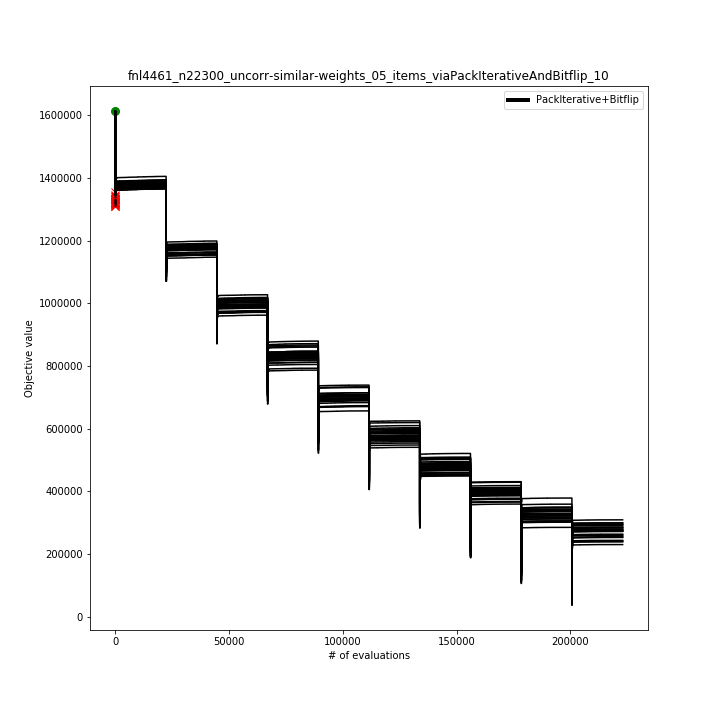 fnl4461_n22300_uncorr-similar-weights_05_items_viaPackIterativeAndBitflip_10
PackIterative+Bitflip
1600000
1400000
1200000
1000000
800000
600000
400000
200000
0
Objective value
0 50000 100000 150000 200000
# of evaluations